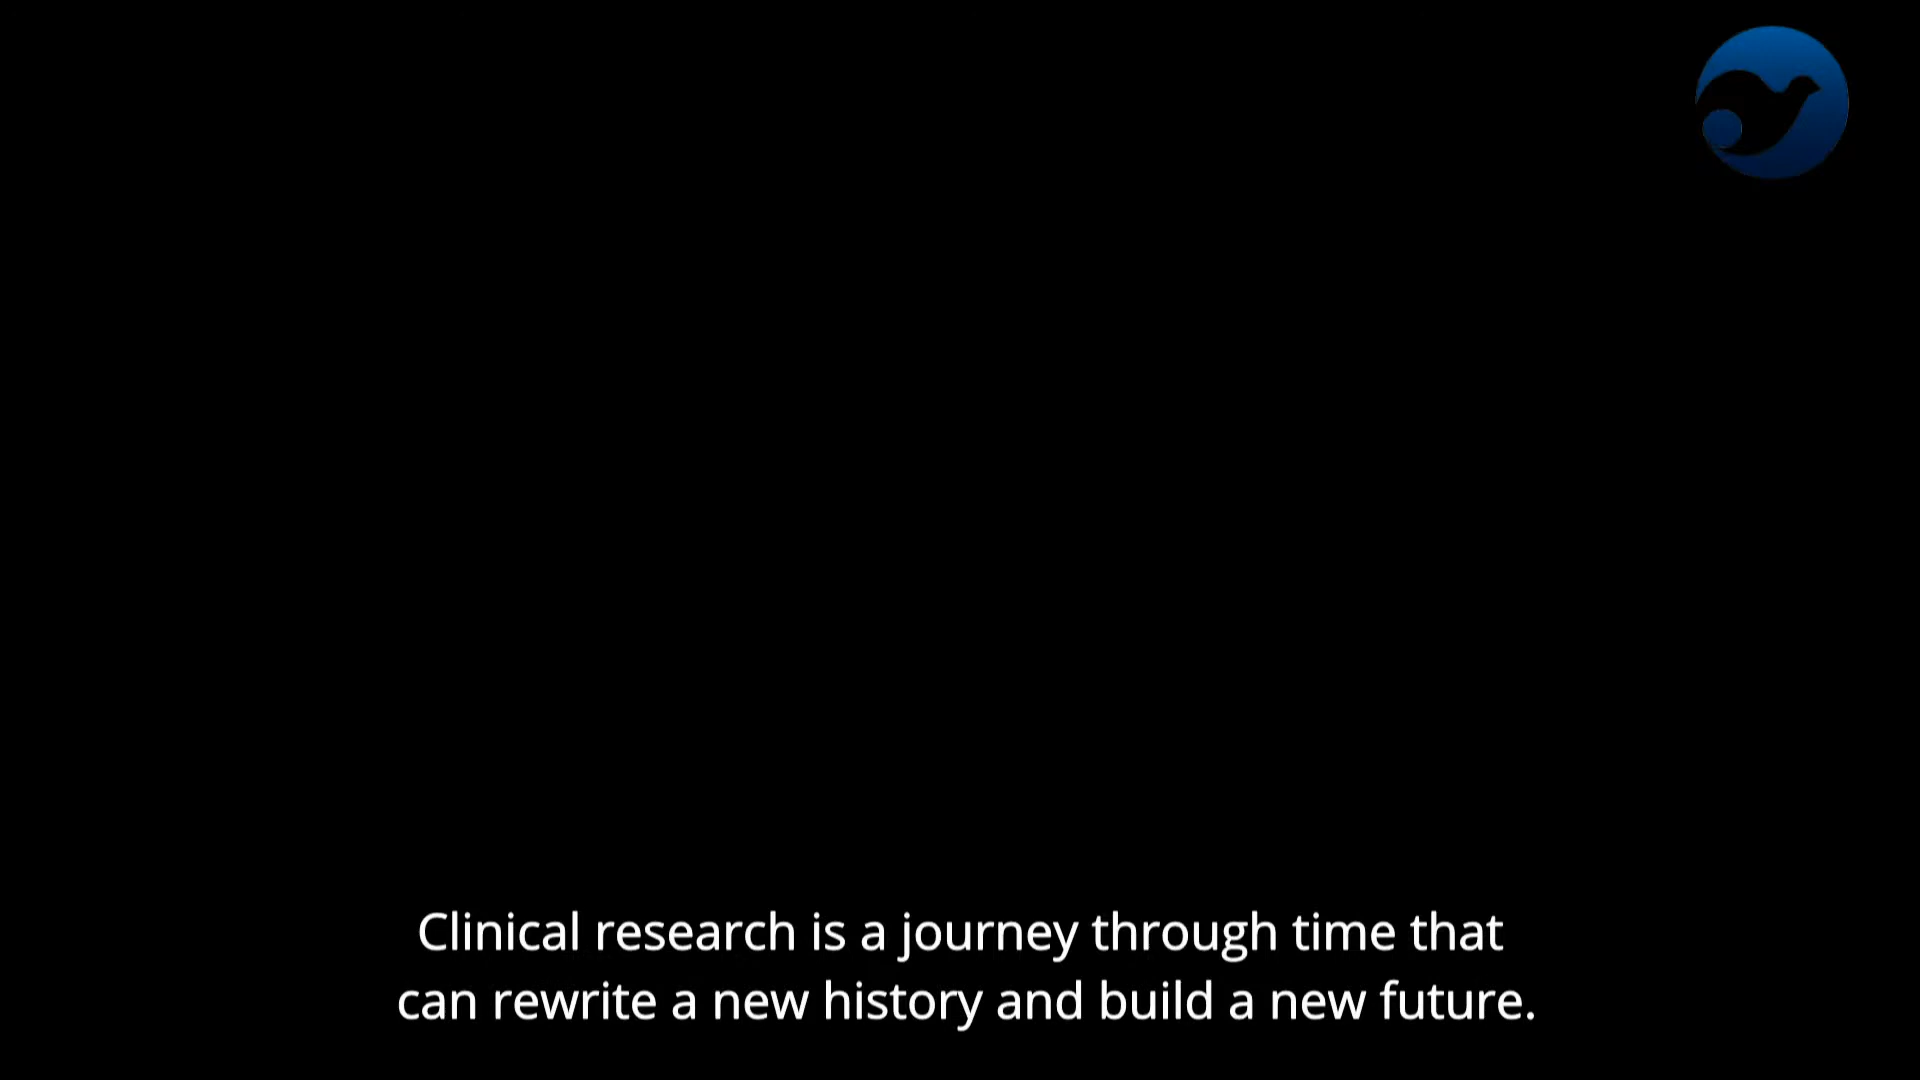 Clinical research is a journey through time that
can rewrite a new history and build a new future.